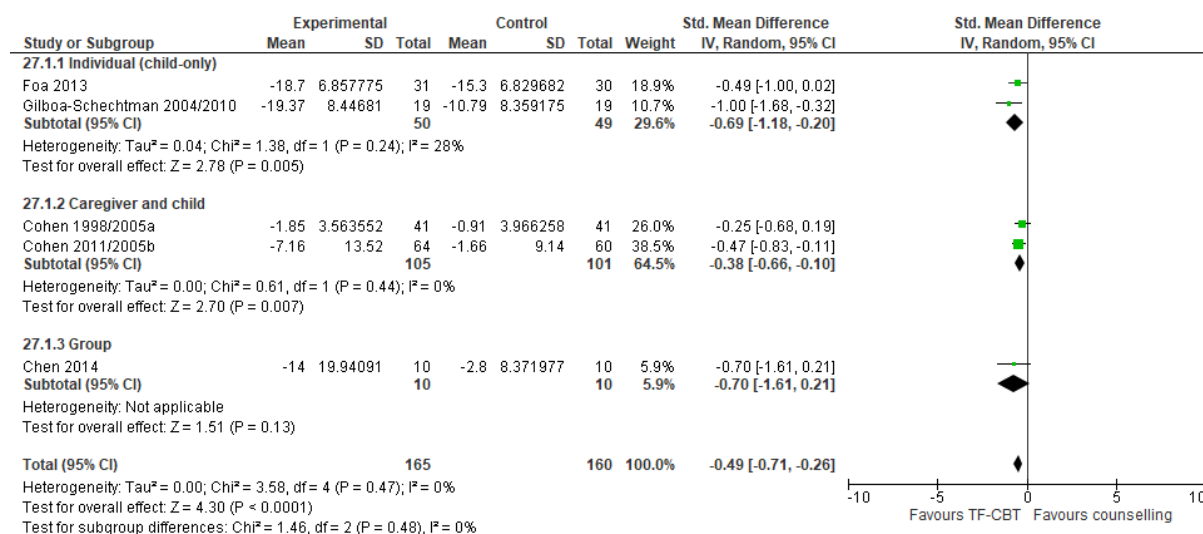 Experimental Control Std. Mean Difference Std. Mean Difference
Study or Subgroup Mean SD Total Mean SD Total Weight IV, Random, 95% CI IV, Random, 95% CI
27.1.1 Individual (child-only)
Foa 2013 -18.7 6.857775 31 -15.3 6.829682 30 18.9% -0.49 [-1.00, 0.02]
Gilboa-Schechtman 2004/2010 -19.37 8.44681 19 -10.79 8.359175 19 10.7% -1.00 [-1.68, -0.32]
Subtotal (95% CI) 50 49 29.6% -0.69 [-1.18, -0.20]
Heterogeneity: Tau² = 0.04; Chi² = 1.38, df = 1 (P = 0.24); I² = 28%
Test for overall effect: Z = 2.78 (P = 0.005)
27.1.2 Caregiver and child
Cohen 1998/2005a -1.85 3.563552 41 -0.91 3.966258 41 26.0% -0.25 [-0.68, 0.19]
Cohen 2011/2005b -7.16 13.52 64 -1.66 9.14 60 38.5% -0.47 [-0.83, -0.11]
Subtotal (95% CI) 105 101 64.5% -0.38 [-0.66, -0.10]
Heterogeneity: Tau² = 0.00; Chi² = 0.61, df = 1 (P = 0.44); I² = 0%
Test for overall effect: Z = 2.70 (P = 0.007)
27.1.3 Group
Chen 2014 -14 19.94091 10 -2.8 8.371977 10 5.9% -0.70 [-1.61, 0.21]
Subtotal (95% CI) 10 10 5.9% -0.70 [-1.61, 0.21]
Heterogeneity: Not applicable
Test for overall effect: Z = 1.51 (P = 0.13)
Total (95% CI) 165 160 100.0% -0.49 [-0.71, -0.26]
Heterogeneity: Tau² = 0.00; Chi² = 3.58, df = 4 (P = 0.47); I² = 0%
Test for overall effect: Z = 4.30 (P < 0.0001)
Test for subgroup differences: Chi² = 1.46, df = 2 (P = 0.48), I² = 0%
-10 -5 0 5 10
Favours TF-CBT Favours counselling